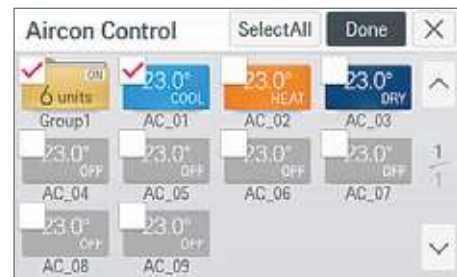 Aircon Control SelectAll Done
ON
6 units
Group1
23.0°
COOL
AC_01
23.0°
HEAT
AC_02
23.0°
DRY
AC_03
23.0°
OFF
AC_04
23.0°
OFF
AC_05
23.0°
OFF
AC_06
23.0°
OFF
AC_07
1
1
23.0°
OFF
AC_08
23.0°
OFF
AC_09